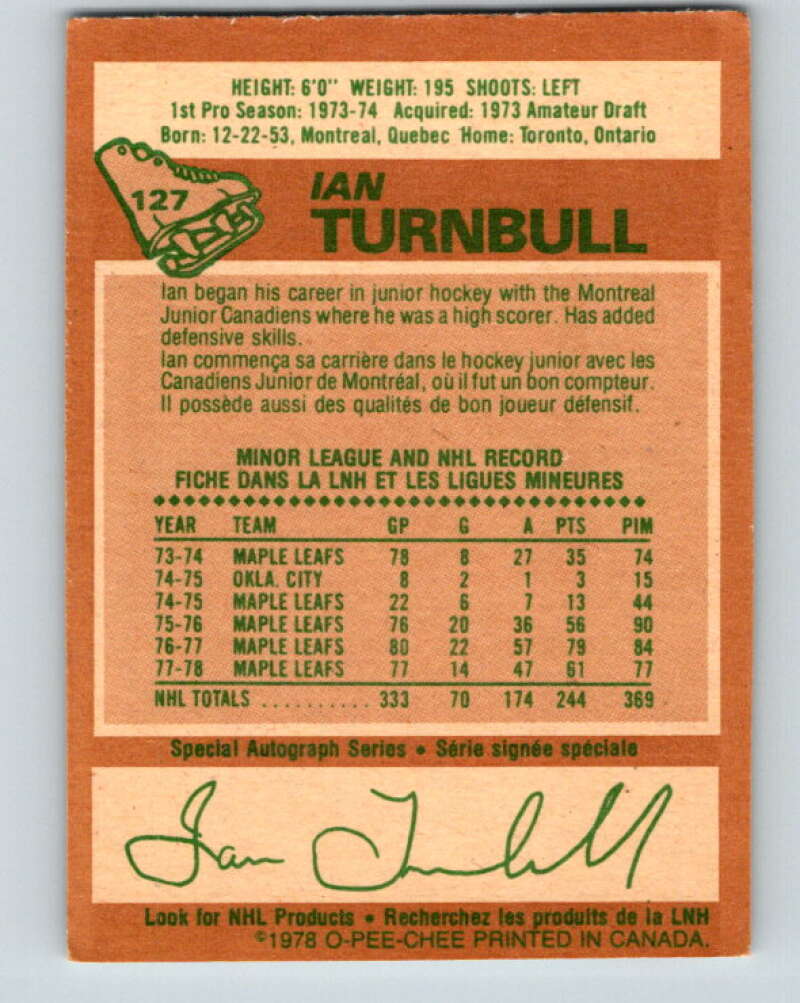 HEIGHT: 6'0" WEIGHT: 195 SHOOTS: LEFT
1st Pro Season: 1973-74 Acquired: 1973 Amateur Draft
Born: 12-22-53, Montreal, Quebec Home: Toronto, Ontario
127
IAN
TURNBULL
Ian began his career in junior hockey with the Montreal
Junior Canadiens where he was a high scorer. Has added
defensive skills.
Ian commença sa carrière dans le hockey junior avec les
Canadiens Junior de Montréal, où il fut un bon compteur.
Il possède aussi des qualités de bon joueur défensif.
MINOR LEAGUE AND NHL RECORD
FICHE DANS LA LNH ET LES LIGUES MINEURES
YEAR TEAM GP G A PTS PIM
73-74 MAPLE LEAFS 78 8 27 35 74
74-75 OKLA. CITY 8 2 1 3 15
74-75 MAPLE LEAFS 22 6 7 13 44
75-76 MAPLE LEAFS 76 20 36 56 90
76-77 MAPLE LEAFS 80 22 57 79 84
77-78 MAPLE LEAFS 77 14 47 61 77
NHL TOTALS .......... 333 70 174 244 369
Special Autograph Series • Série signée spéciale
Ian Turnbull
Look for NHL Products • Recherchez les produits de la LNH
©1978 O-PEE-CHEE PRINTED IN CANADA.